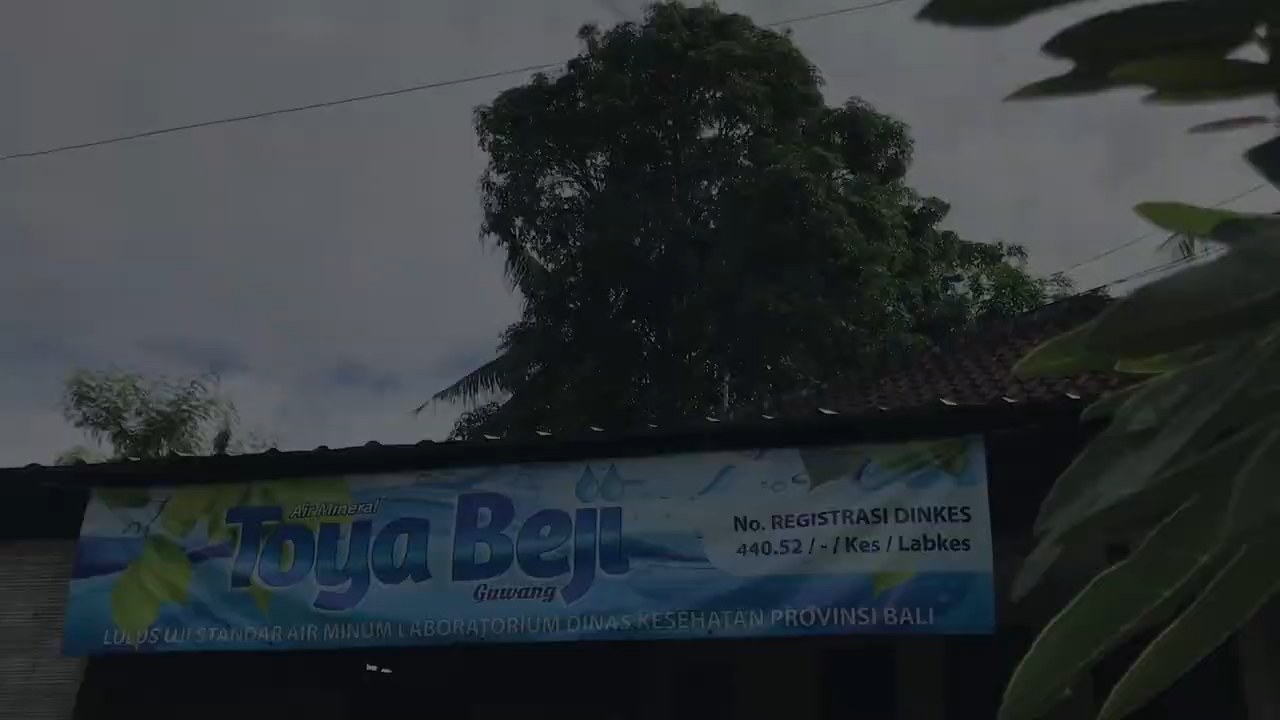 Air Mineral
Toya Beji
Guwang
No. REGISTRASI DINKES
440.52 / - / Kes / Labkes
LULUS UJI STANDAR AIR MINUM LABORATORIUM DINAS KESEHATAN PROVINSI BALI